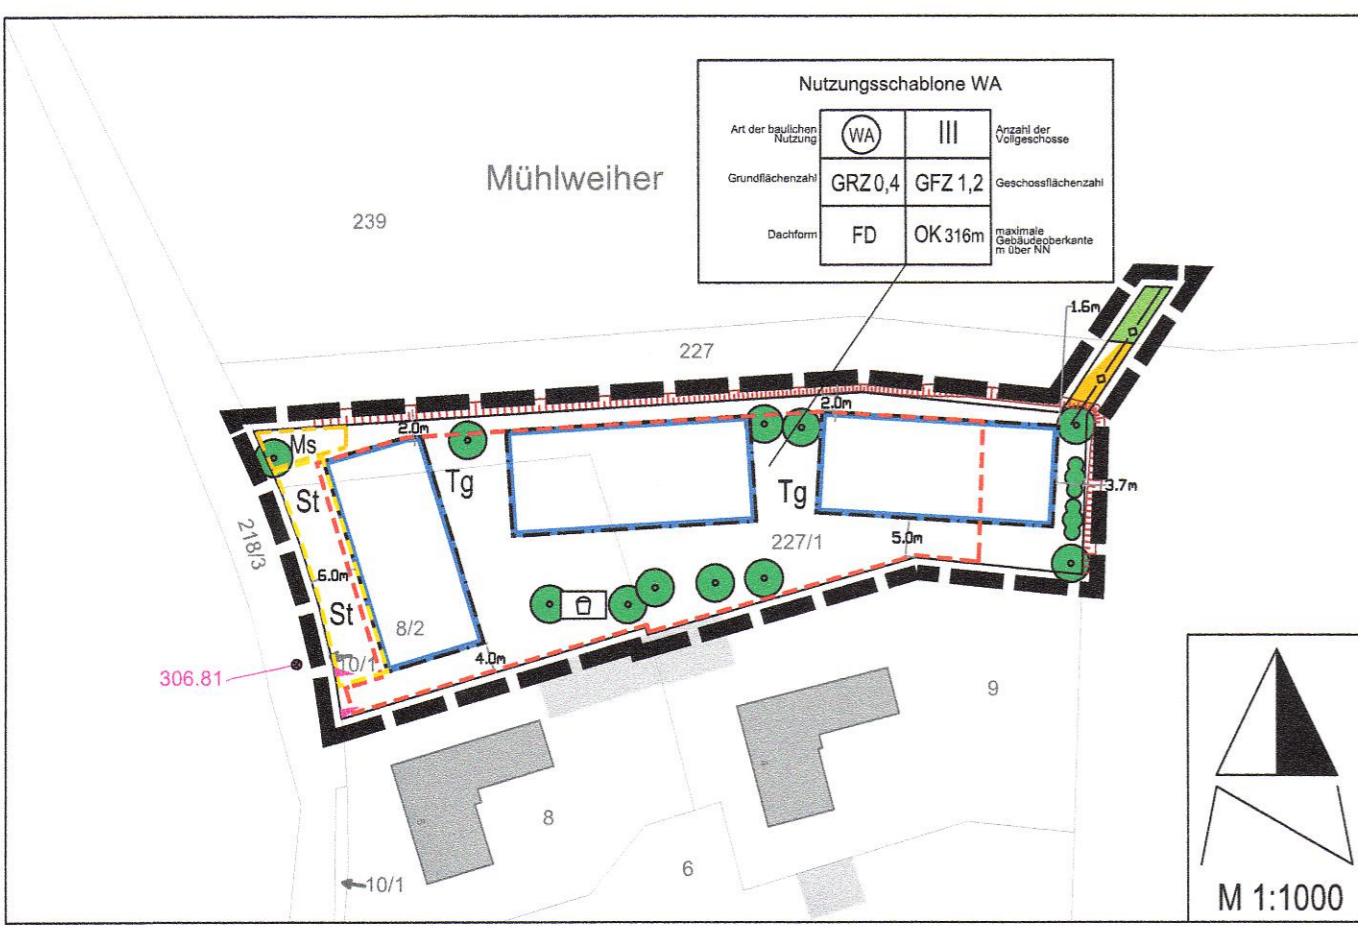 Nutzungsschablone WA
Art der baulichen
Nutzung
WA
III
Anzahl der
Vollgeschosse
Grundflächenzahl
GRZ 0,4
GFZ 1,2
Geschossflächenzahl
Dachform
FD
OK 316m
maximale
Gebäudeoberkante
m über NN
Mühlweiher
239
227
1.6m
2.0m
2.0m
Ms
Tg
Tg
St
3.7m
218/3
227/1
5.0m
6.0m
St
8/2
10/1
4.0m
306.81
9
8
6
10/1
M 1:1000